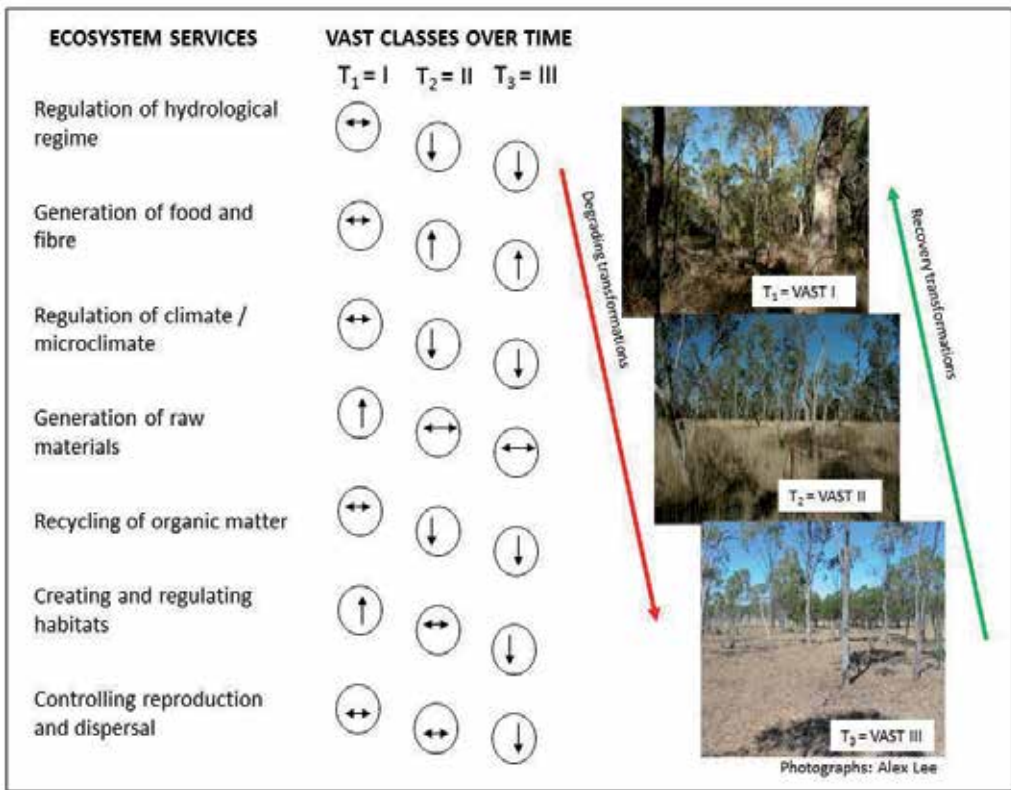 ECOSYSTEM SERVICES
VAST CLASSES OVER TIME
T₁ = I T₂ = II T₃ = III
Regulation of hydrological
regime
Generation of food and
fibre
Regulation of climate /
microclimate
Generation of raw
materials
Recycling of organic matter
Creating and regulating
habitats
Controlling reproduction
and dispersal
Degrading transformations
Recovery transformations
T₁ = VAST I
T₂ = VAST II
T₃ = VAST III
Photographs: Alex Lee